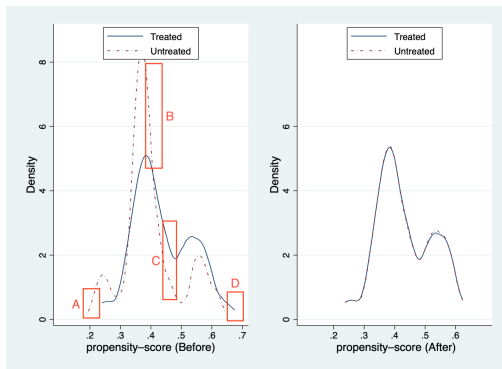 Treated
Untreated
B
C
A
D
Density
0
.2
.4
6
8
.2
.3
.4
.5
.6
.7
propensity-score (Before)
Treated
Untreated
Density
0
.2
.4
6
8
.2
.3
.4
.5
.6
propensity-score (After)